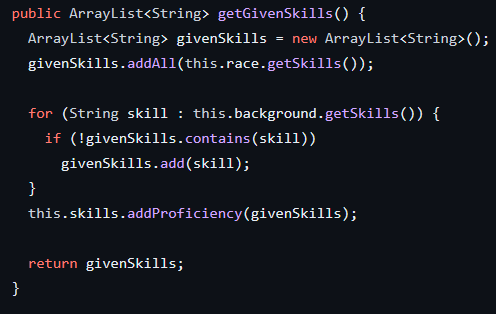 public ArrayList<String> getGivenSkills() {
  ArrayList<String> givenSkills = new ArrayList<String>();
  givenSkills.addAll(this.race.getSkills());

  for (String skill : this.background.getSkills()) {
    if (!givenSkills.contains(skill))
      givenSkills.add(skill);
  }
  this.skills.addProficiency(givenSkills);

  return givenSkills;
}